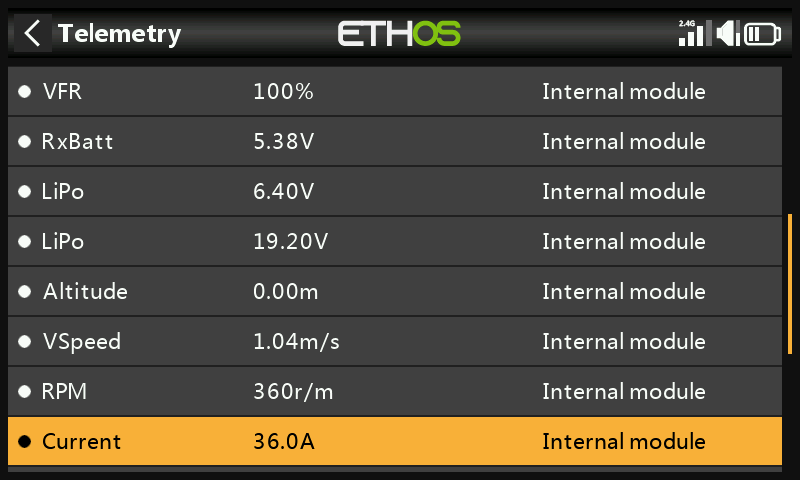 Telemetry ETHOS 2.4G
VFR 100% Internal module
RxBatt 5.38V Internal module
LiPo 6.40V Internal module
LiPo 19.20V Internal module
Altitude 0.00m Internal module
VSpeed 1.04m/s Internal module
RPM 360r/m Internal module
Current 36.0A Internal module